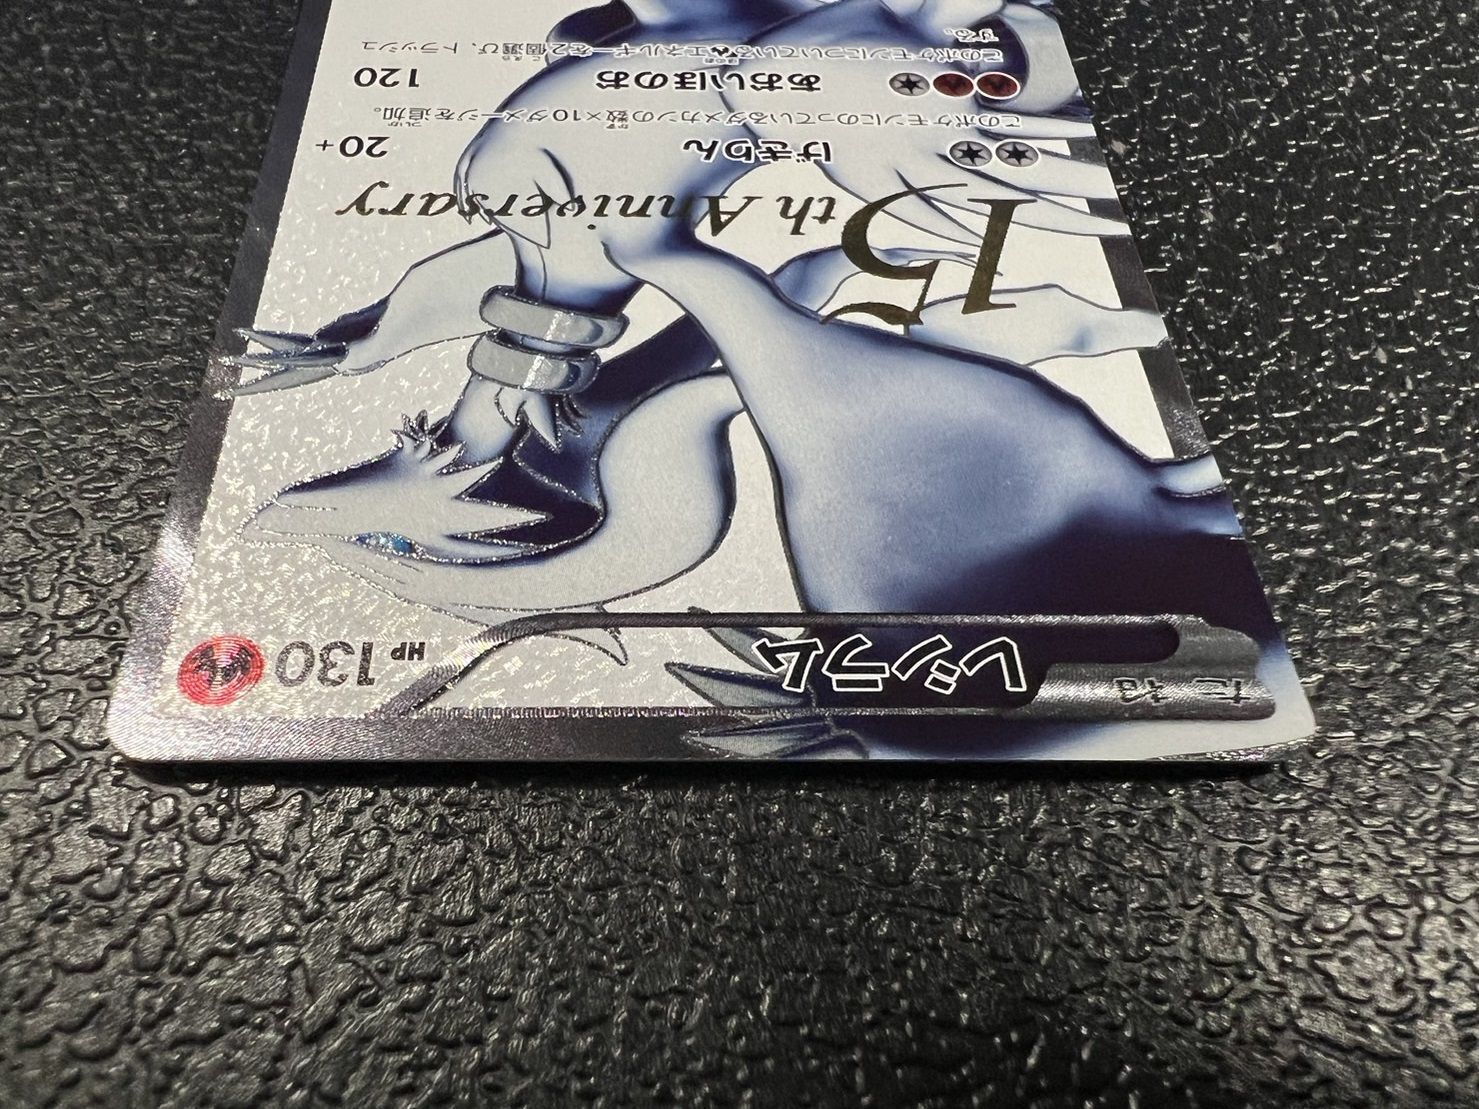 たね
レシラム
HP 130
15th Anniversary
げきりん 20+
このポケモンにのっているダメカンの数×10ダメージを追加。
あおいほのお 120
このポケモンについている エネルギーを2個選び、トラッシュ
する。